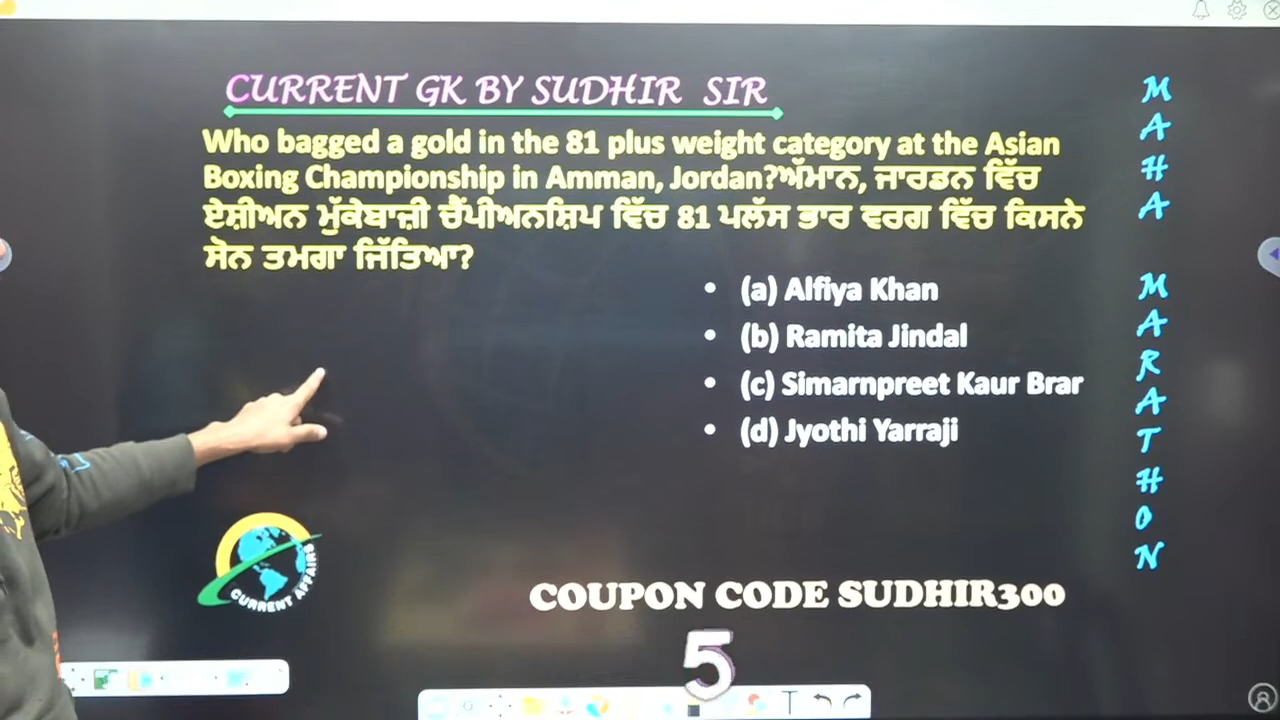 CURRENT GK BY SUDHIR SIR
Who bagged a gold in the 81 plus weight category at the Asian
Boxing Championship in Amman, Jordan?ਅੱਮਾਨ, ਜਾਰਡਨ ਵਿੱਚ
ਏਸ਼ੀਅਨ ਮੁੱਕੇਬਾਜ਼ੀ ਚੈਂਪੀਅਨਸ਼ਿਪ ਵਿੱਚ 81 ਪਲੱਸ ਭਾਰ ਵਰਗ ਵਿੱਚ ਕਿਸਨੇ
ਸੋਨ ਤਮਗਾ ਜਿੱਤਿਆ?
• (a) Alfiya Khan
• (b) Ramita Jindal
• (c) Simarnpreet Kaur Brar
• (d) Jyothi Yarraji
MAHA MARATHON
CURRENT AFFAIRS
COUPON CODE SUDHIR300
5
T